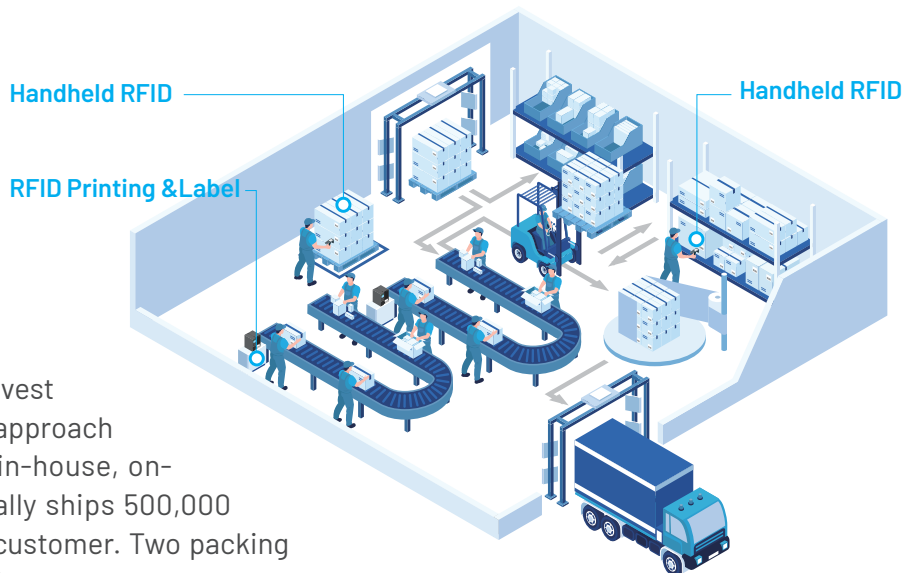 Handheld RFID
Handheld RFID
RFID Printing &Label
vest
approach
in-house, on-
ally ships 500,000
customer. Two packing